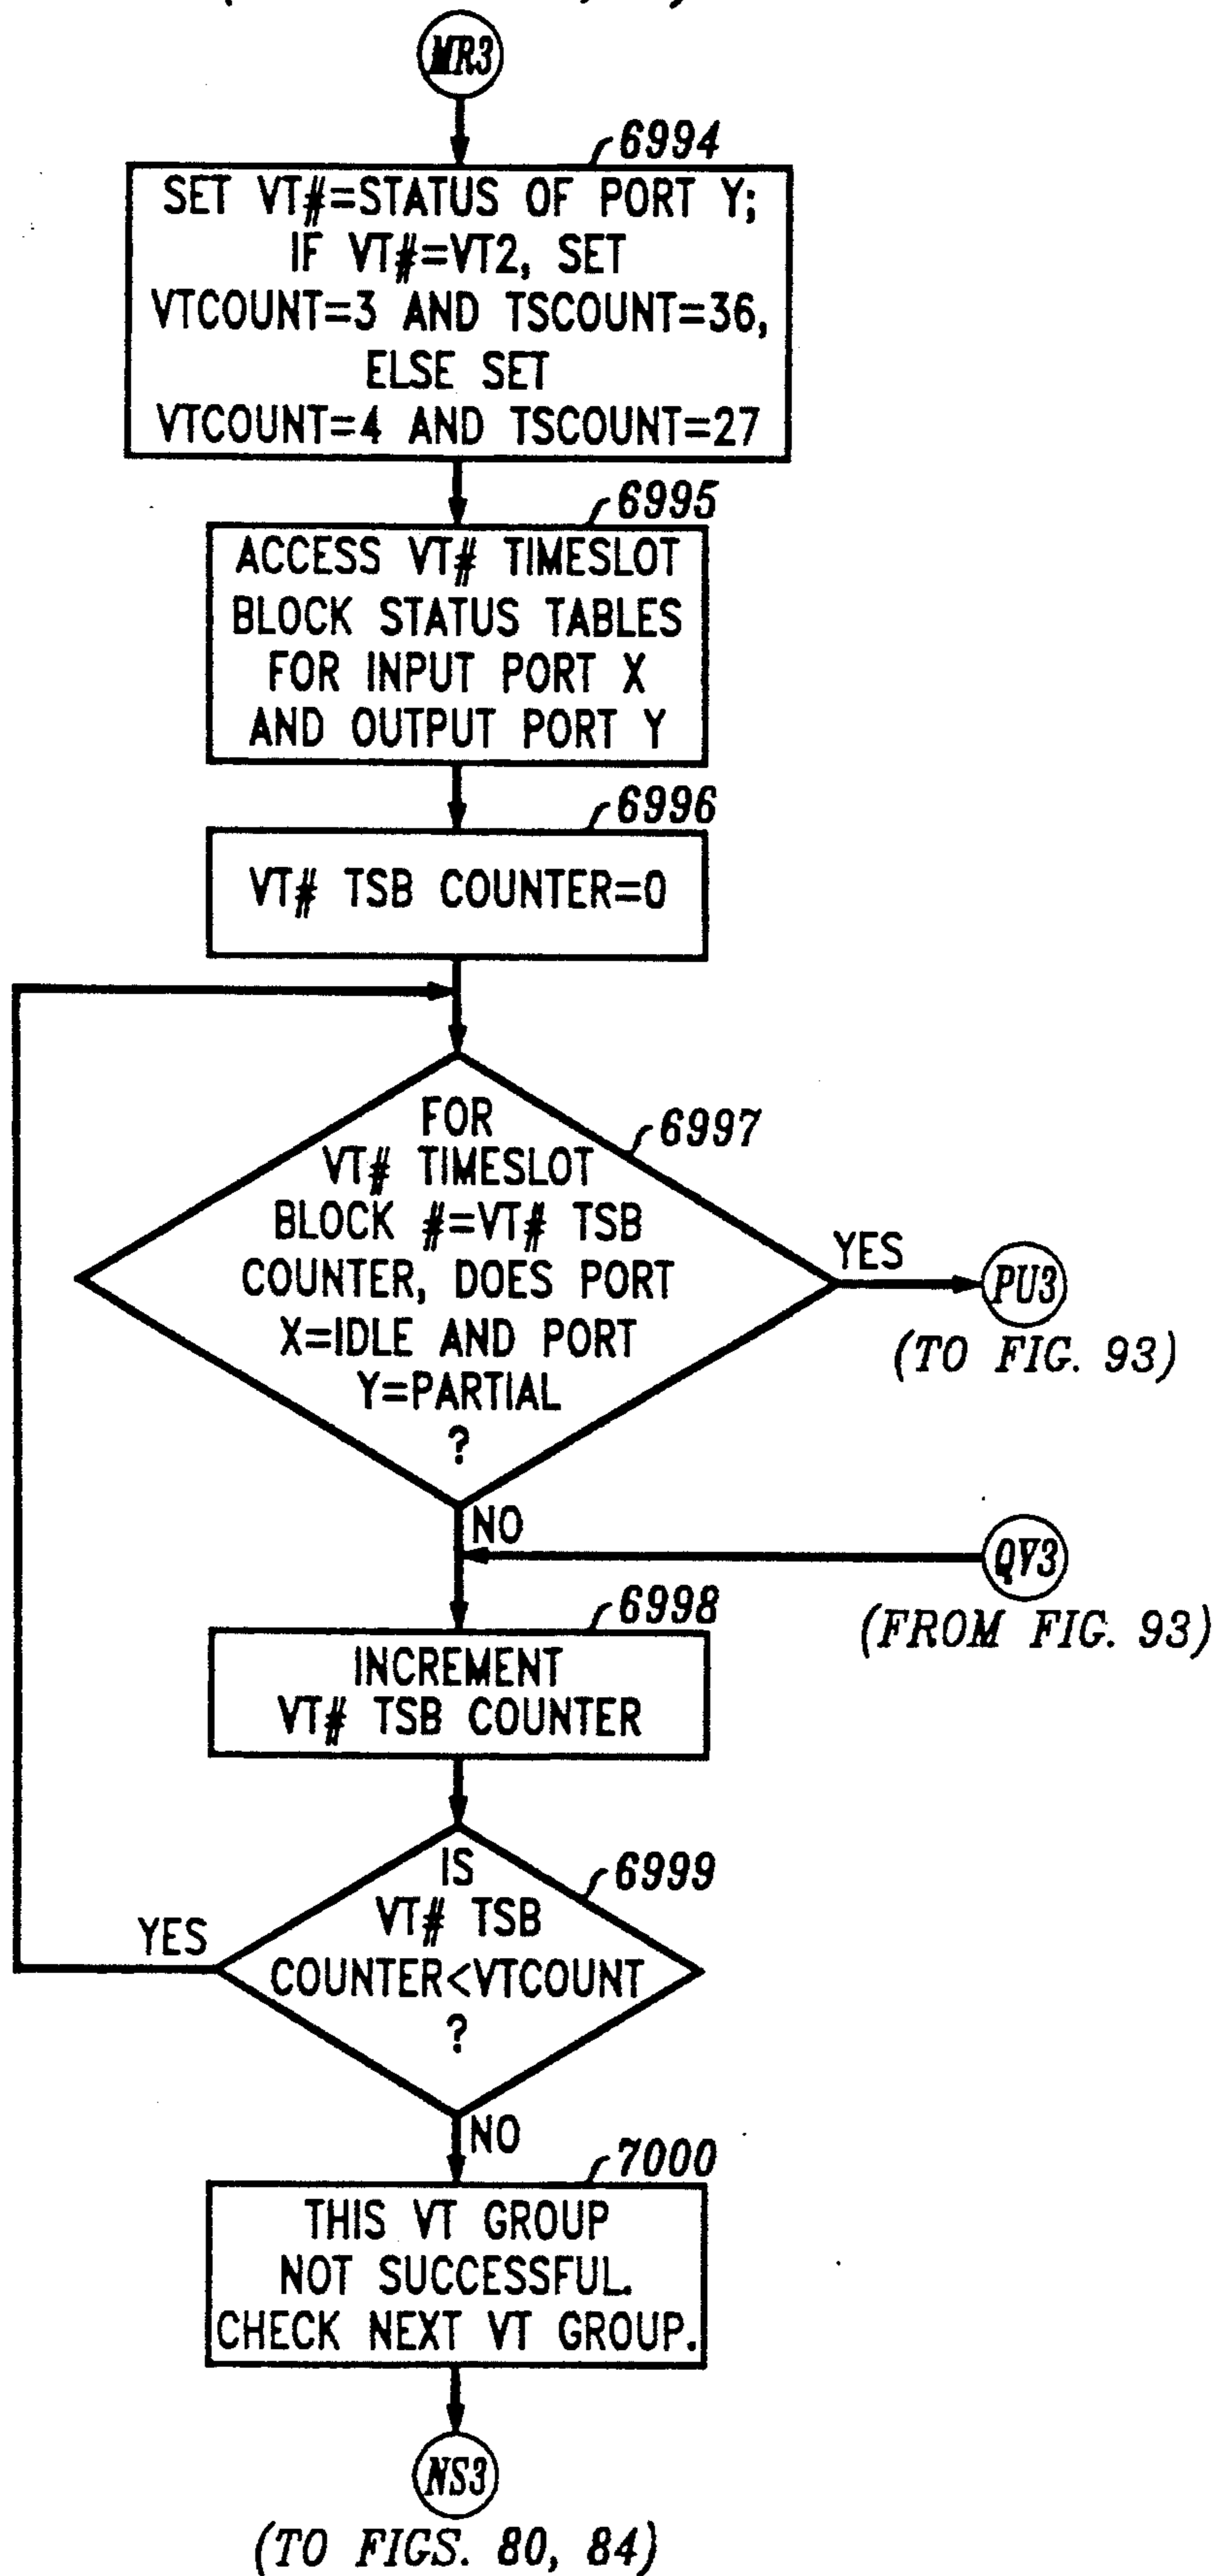 MR3
6994
SET VT#=STATUS OF PORT Y;
IF VT#=VT2, SET
VTCOUNT=3 AND TSCOUNT=36,
ELSE SET
VTCOUNT=4 AND TSCOUNT=27
6995
ACCESS VT# TIMESLOT
BLOCK STATUS TABLES
FOR INPUT PORT X
AND OUTPUT PORT Y
6996
VT# TSB COUNTER=0
6997
FOR
VT# TIMESLOT
BLOCK #=VT# TSB
COUNTER, DOES PORT
X=IDLE AND PORT
Y=PARTIAL
?
YES
PU3
(TO FIG. 93)
NO
QV3
(FROM FIG. 93)
6998
INCREMENT
VT# TSB COUNTER
6999
IS
VT# TSB
COUNTER<VTCOUNT
?
YES
NO
7000
THIS VT GROUP
NOT SUCCESSFUL.
CHECK NEXT VT GROUP.
NS3
(TO FIGS. 80, 84)